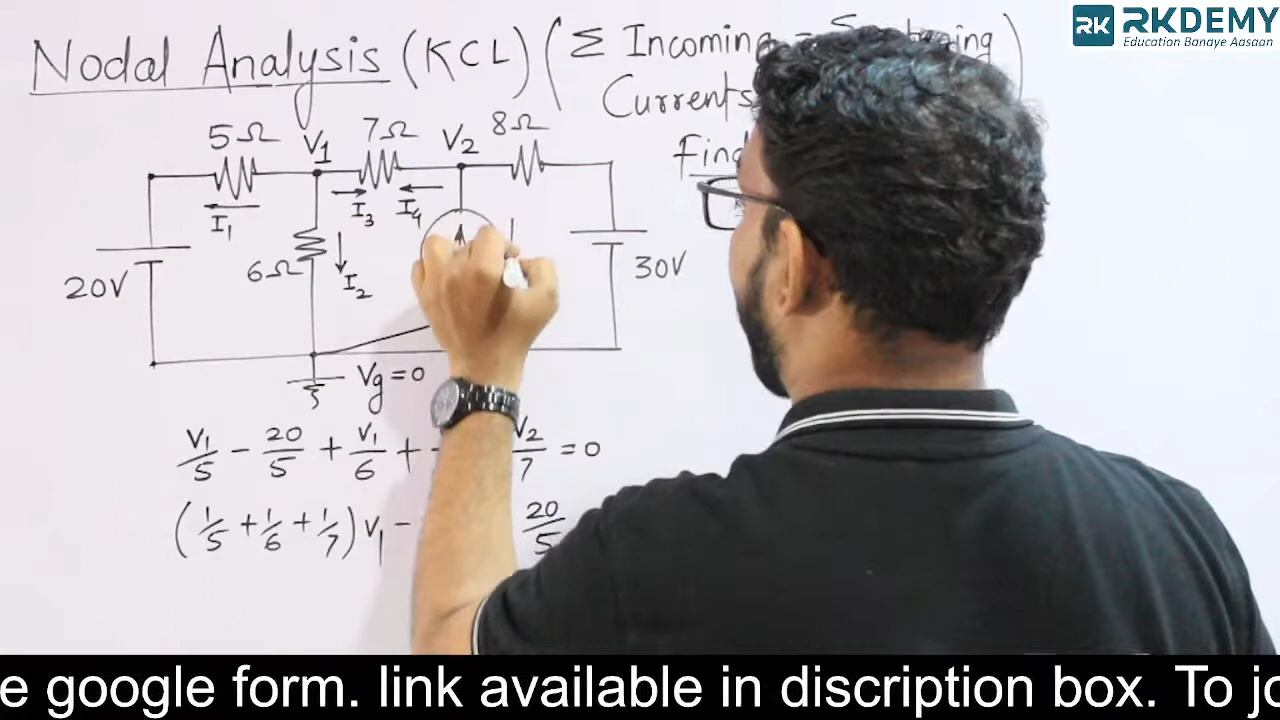 RK RKDEMY
Education Banaye Aasaan
Nodal Analysis (KCL) ( Σ Incoming =
Currents
Find
5Ω V1 7Ω V2 8Ω
I1 I3 I4
20V 6Ω I2 30V
Vg = 0
V1/5 - 20/5 + V1/6 + V2/7 = 0
(1/5 + 1/6 + 1/7) V1 - 20/5
e google form. link available in discription box. To jo